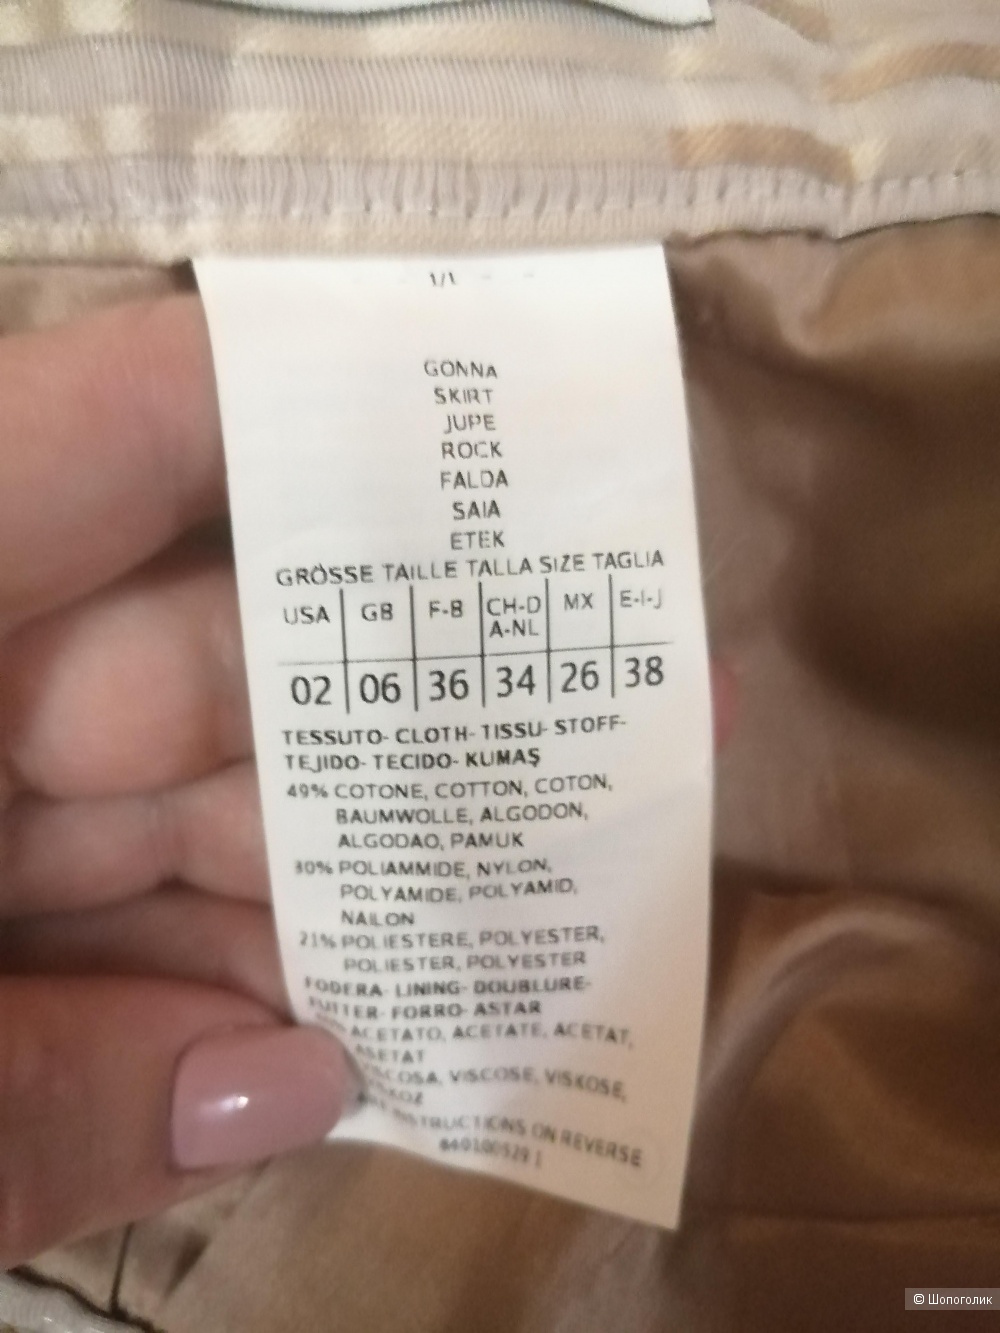 1/1
GONNA
SKIRT
JUPE
ROCK
FALDA
SAIA
ETEK
GRÖSSE TAILLE TALLA SIZE TAGLIA
USA GB F-B CH-D A-NL MX E-I-J
02 06 36 34 26 38
TESSUTO- CLOTH- TISSU- STOFF-
TEJIDO- TECIDO- KUMAŞ
49% COTONE, COTTON, COTON,
BAUMWOLLE, ALGODON,
ALGODAO, PAMUK
30% POLIAMMIDE, NYLON,
POLYAMIDE, POLYAMID,
NAILON
21% POLIESTERE, POLYESTER,
POLIESTER, POLYESTER
FODERA- LINING- DOUBLURE-
FUTTER- FORRO- ASTAR
ACETATO, ACETATE, ACETAT,
ASETAT
VISCOSE, VISKOSE,
INSTRUCTIONS ON REVERSE
© Шопоголик